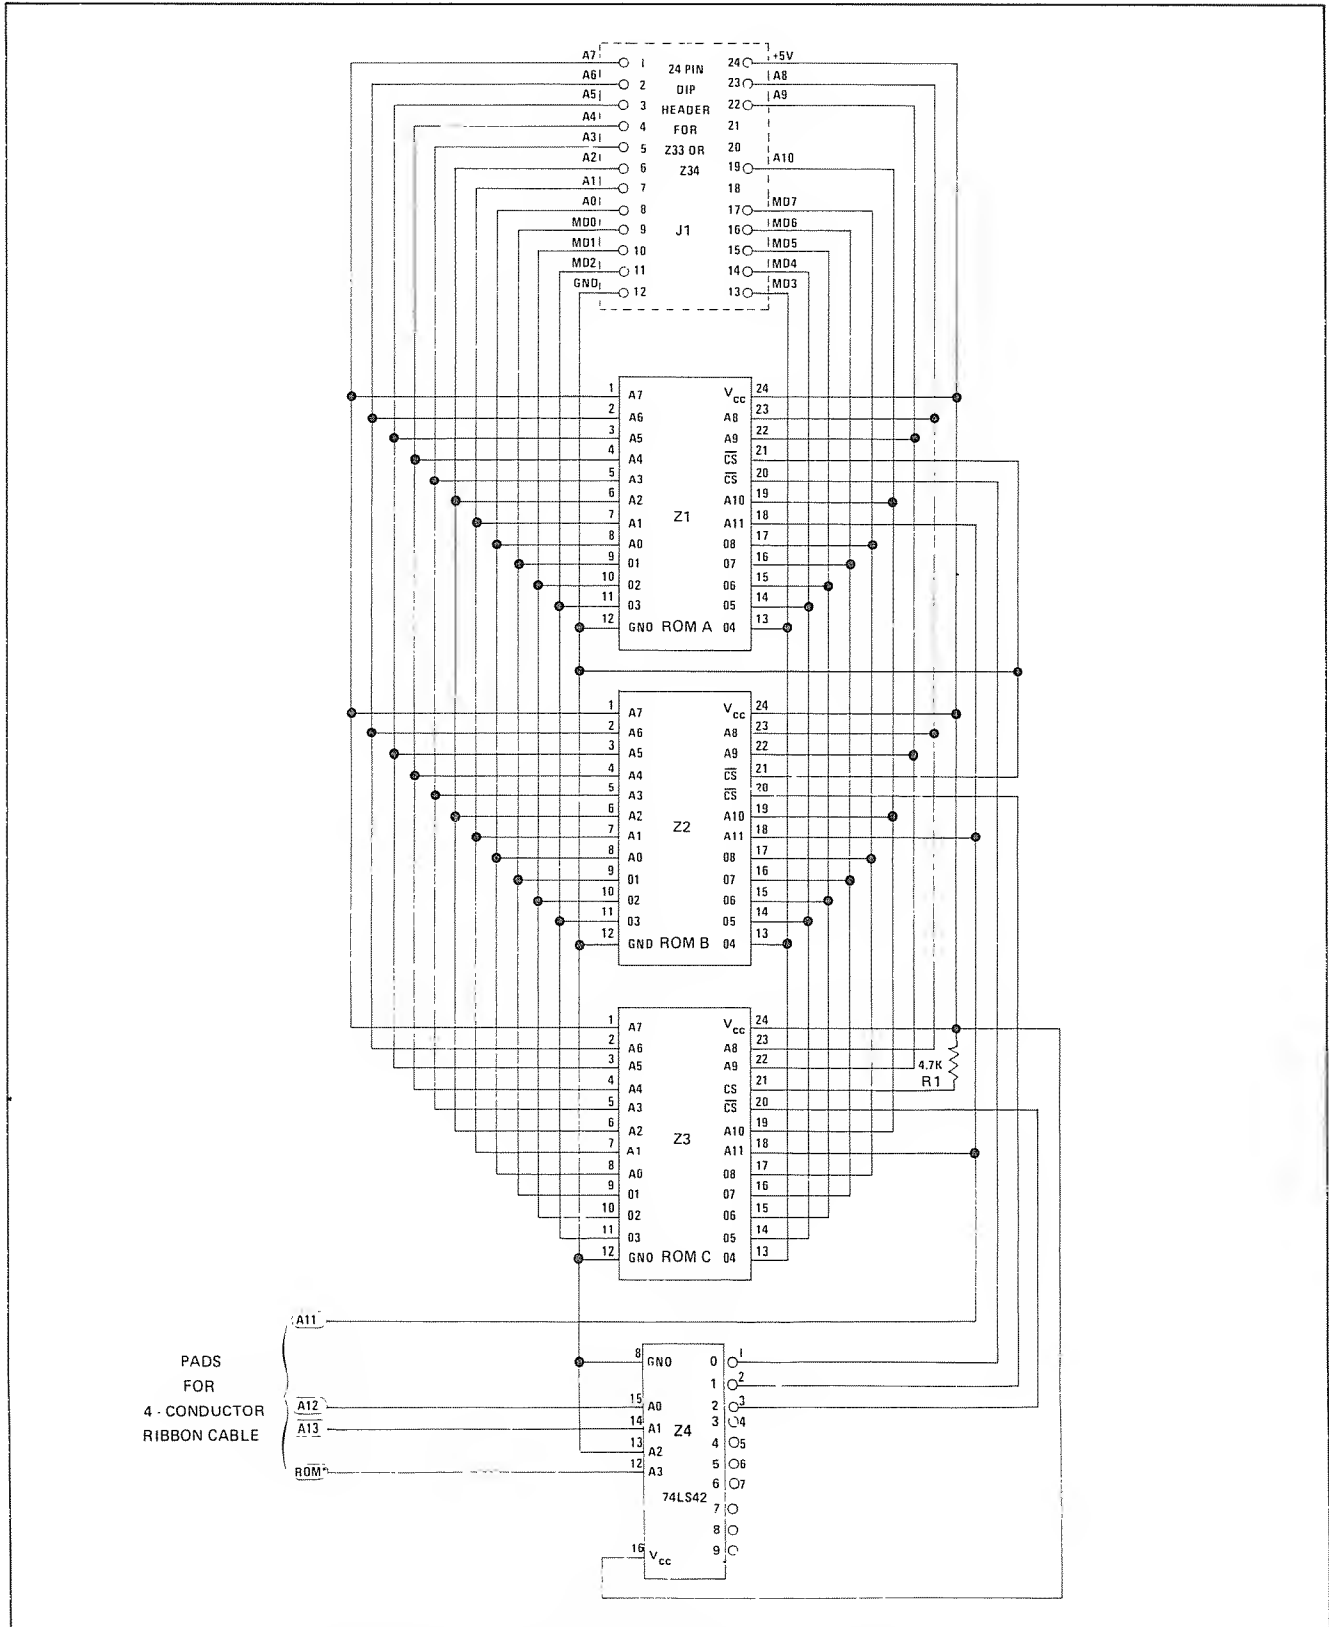 A7 1 24 PIN 24 +5V
A6 2 DIP 23 A8
A5 3 HEADER 22 A9
A4 4 FOR 21
A3 5 Z33 OR 20
A2 6 Z34 19 A10
A1 7 18
A0 8 17 MD7
MD0 9 J1 16 MD6
MD1 10 15 MD5
MD2 11 14 MD4
GND 12 13 MD3
1 A7 Vcc 24
2 A6 A8 23
3 A5 A9 22
4 A4 C̅S̅ 21
5 A3 C̅S̅ 20
6 A2 A10 19
7 A1 Z1 A11 18
8 A0 08 17
9 01 07 16
10 02 06 15
11 03 05 14
12 GND ROM A 04 13
1 A7 Vcc 24
2 A6 A8 23
3 A5 A9 22
4 A4 C̅S̅ 21
5 A3 C̅S̅ 20
6 A2 Z2 A10 19
7 A1 A11 18
8 A0 08 17
9 01 07 16
10 02 06 15
11 03 05 14
12 GND ROM B 04 13
1 A7 Vcc 24
2 A6 A8 23
3 A5 A9 22
4 A4 CS 21
5 A3 C̅S̅ 20
6 A2 Z3 A10 19
7 A1 A11 18
8 A0 08 17
9 01 07 16
10 02 06 15
11 03 05 14
12 GND ROM C 04 13
4.7K
R1
PADS
FOR
4 - CONDUCTOR
RIBBON CABLE
A11
A12
A13
ROM*
8 GND 0 1
1 2
15 A0 2 3
14 A1 Z4 3 4
13 A2 4 5
12 A3 5 6
6 7
74LS42 7
8
16 Vcc 9